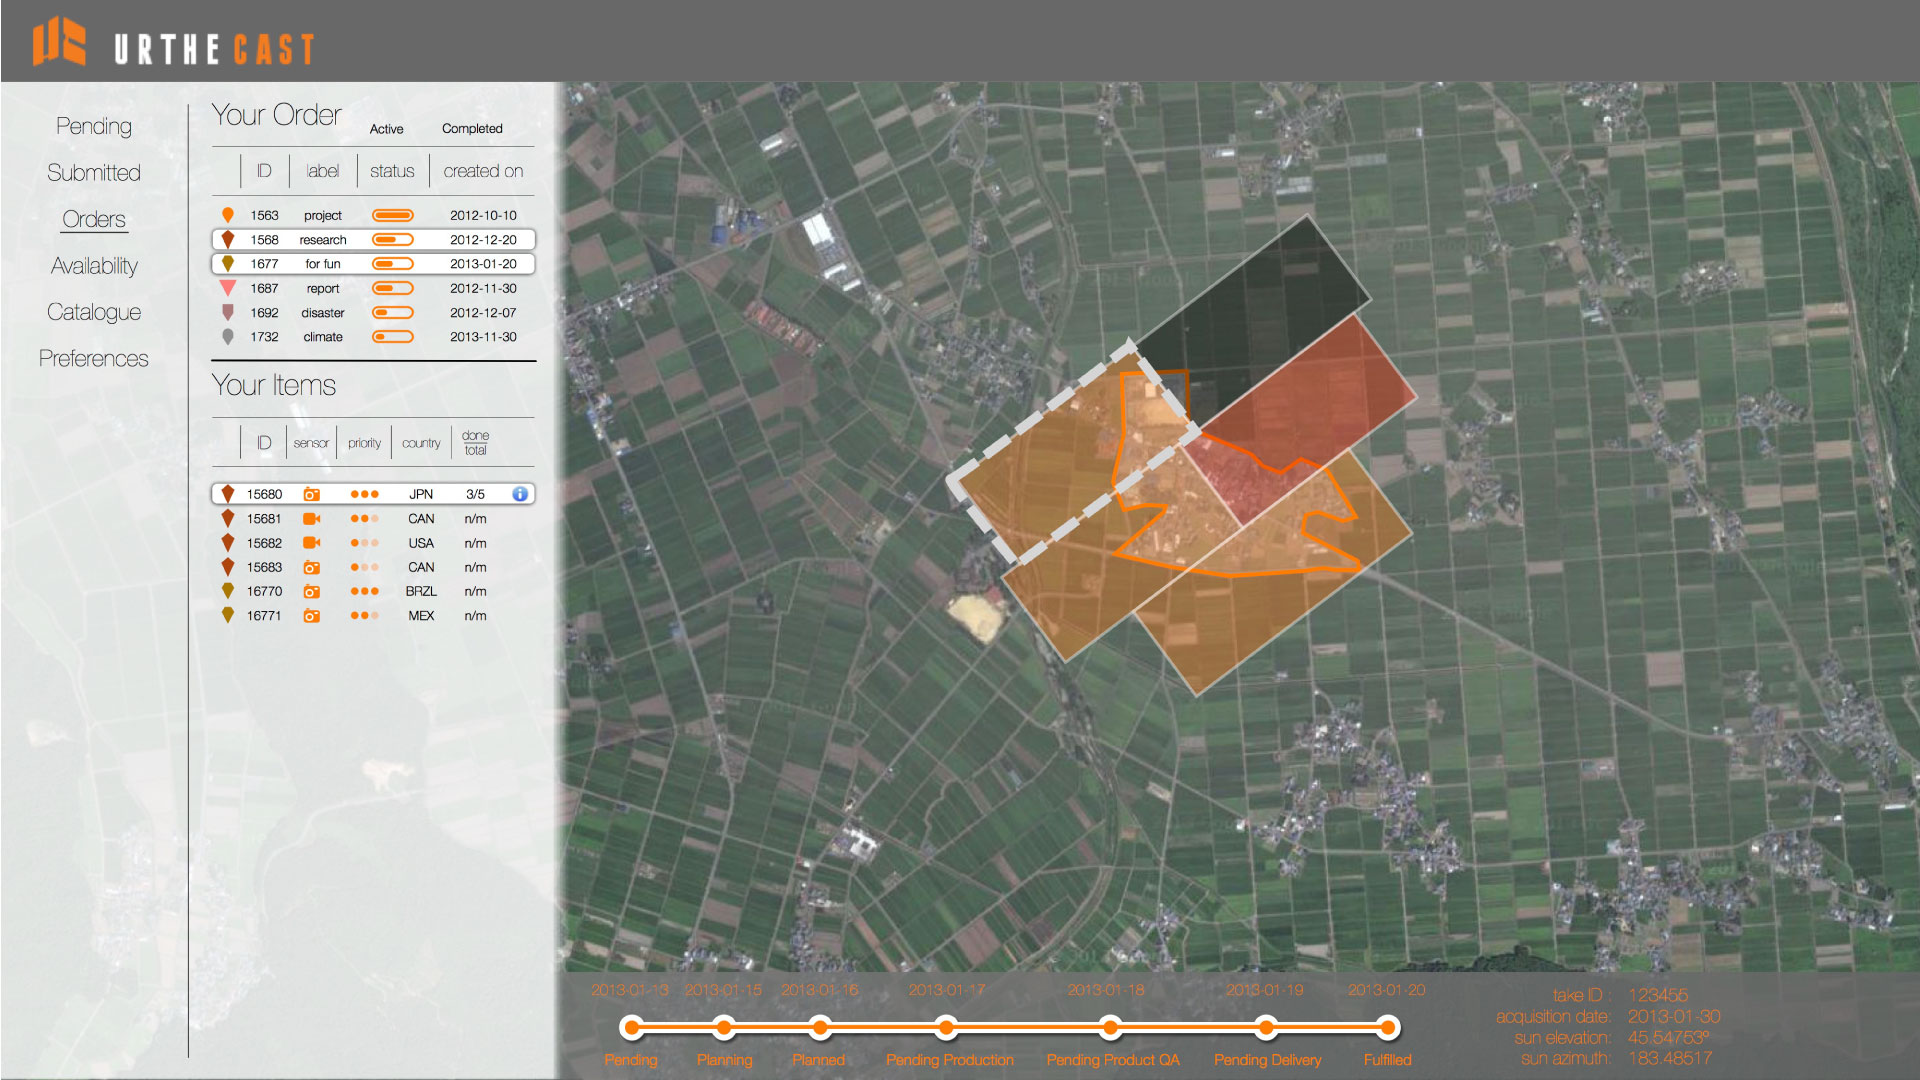 URTHECAST
Pending
Submitted
Orders
Availability
Catalogue
Preferences
Your Order Active Completed
ID label status created on
1563 project 2012-10-10
1568 research 2012-12-20
1677 for fun 2013-01-20
1687 report 2012-11-30
1692 disaster 2012-12-07
1732 climate 2013-11-30
Your Items
ID sensor priority country done
total
15680 JPN 3/5 i
15681 CAN n/m
15682 USA n/m
15683 CAN n/m
16770 BRZL n/m
16771 MEX n/m
2013-01-13 2013-01-15 2013-01-16 2013-01-17 2013-01-18 2013-01-19 2013-01-20
Pending Planning Planned Pending Production Pending Product QA Pending Delivery Fulfilled
take ID : 123455
acquisition date: 2013-01-30
sun elevation: 45.54753º
sun azimuth: 183.48517